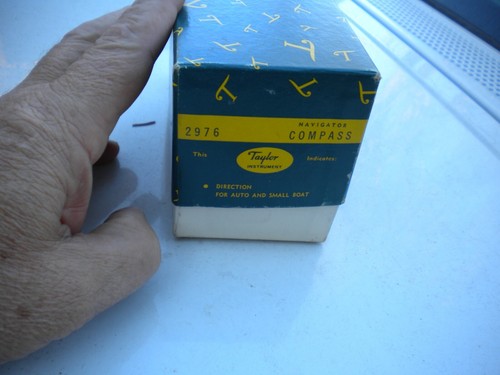 2976
NAVIGATOR
COMPASS
This
Taylor
INSTRUMENT
Indicates:
DIRECTION
FOR AUTO AND SMALL BOAT